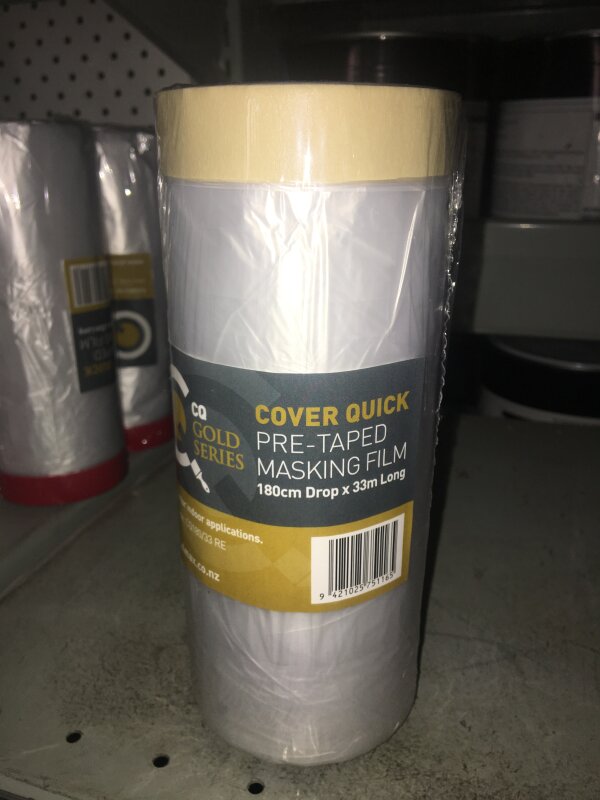 CQ
GOLD
SERIES
COVER QUICK
PRE-TAPED
MASKING FILM
180cm Drop x 33m Long
indoor applications.
RE
.co.nz
9 421025 751165